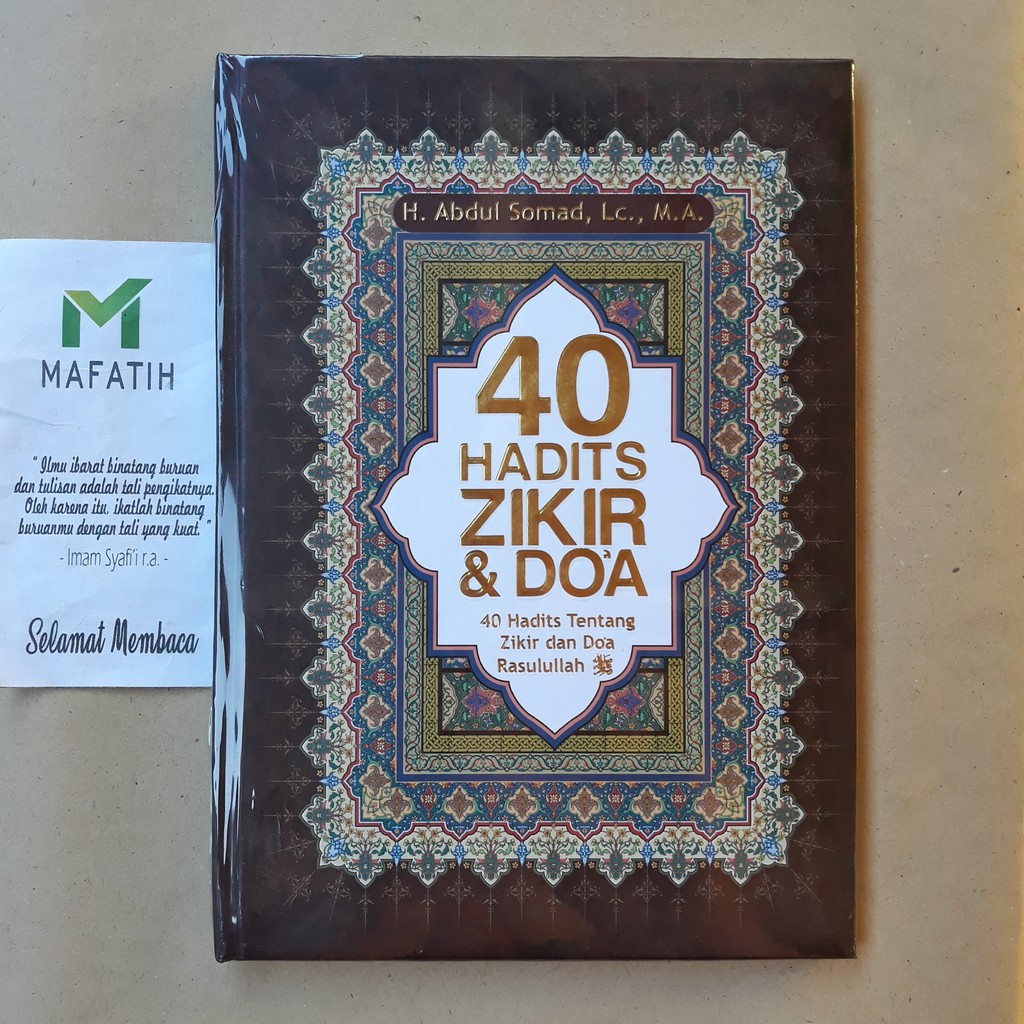 MAFATIH
" Ilmu ibarat binatang buruan
dan tulisan adalah tali pengikatnya.
Oleh karena itu, ikatlah binatang
buruanmu dengan tali yang kuat. "
- Imam Syafi'i r.a. -
Selamat Membaca
H. Abdul Somad, Lc., M.A.
40
HADITS
ZIKIR
& DO'A
40 Hadits Tentang
Zikir dan Do'a
Rasulullah ﷺ